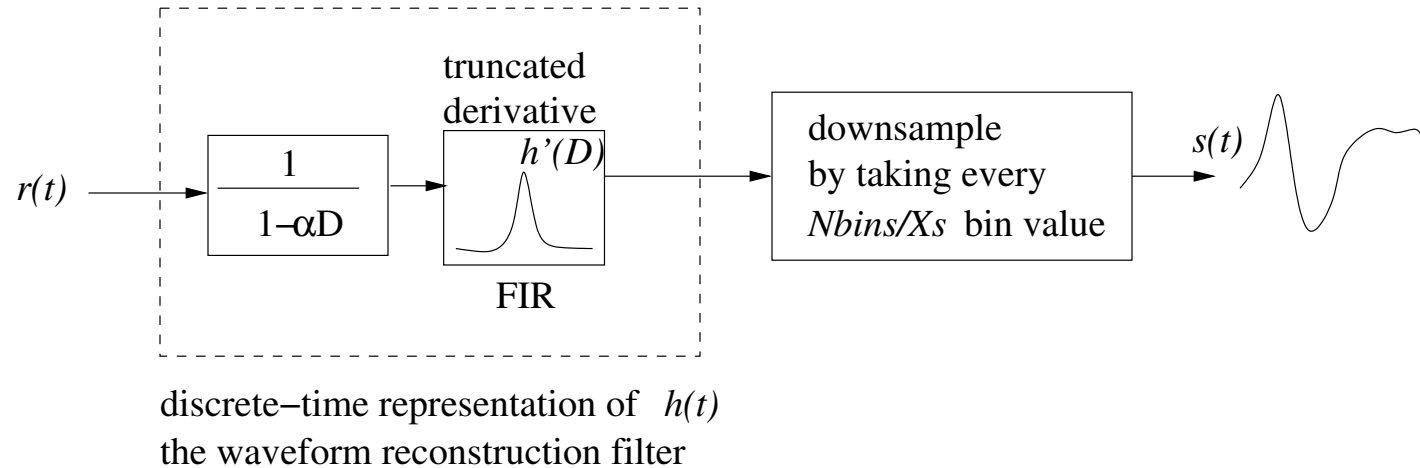 r(t)
1
1−αD
truncated
derivative
h'(D)
FIR
downsample
by taking every
Nbins/Xs bin value
s(t)
discrete−time representation of h(t)
the waveform reconstruction filter